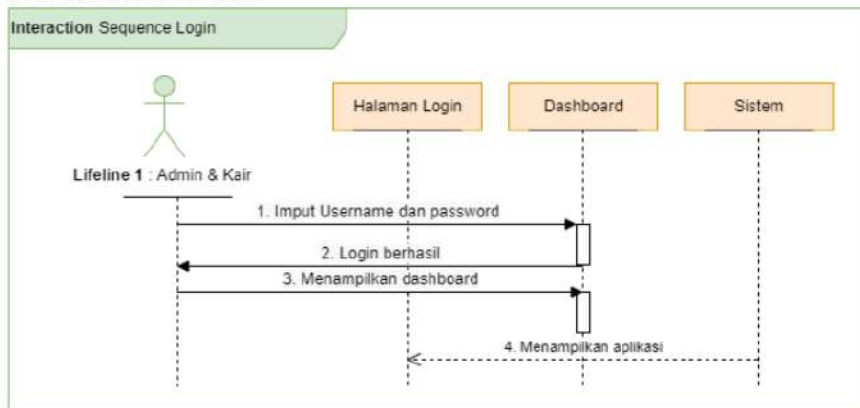 Interaction Sequence Login
Halaman Login
Dashboard
Sistem
Lifeline 1 : Admin & Kair
1. Imput Username dan password
2. Login berhasil
3. Menampilkan dashboard
4. Menampilkan aplikasi